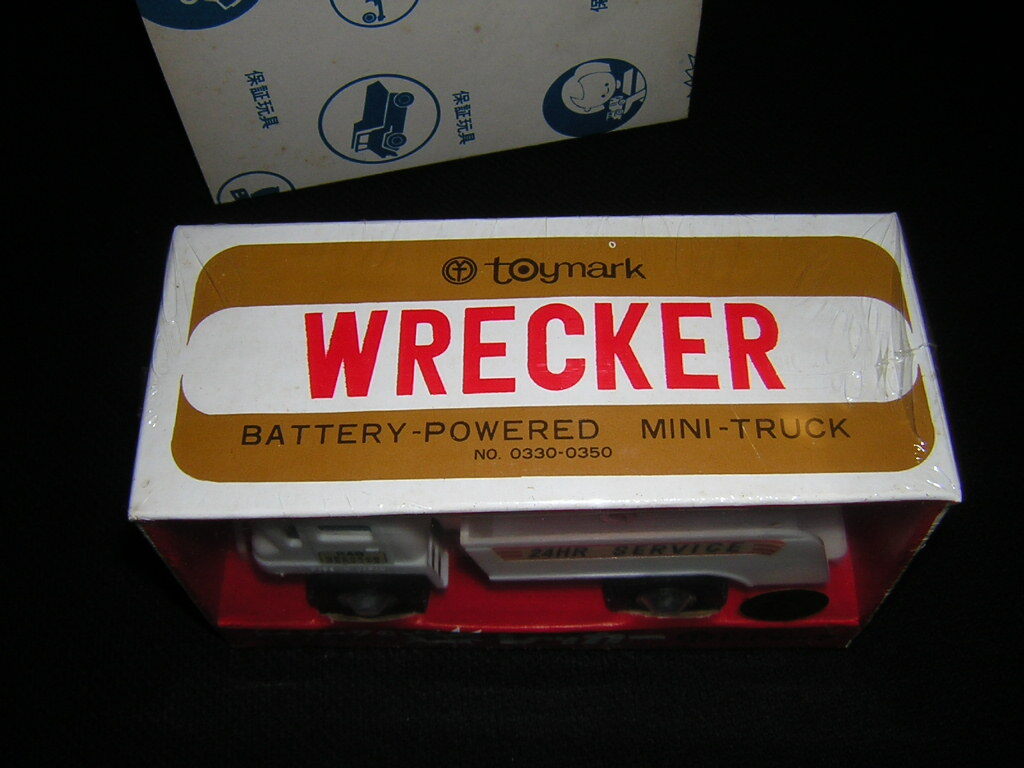 保証玩具
保証玩具
toymark
WRECKER
BATTERY-POWERED MINI-TRUCK
NO. 0330-0350
24HR SERVICE